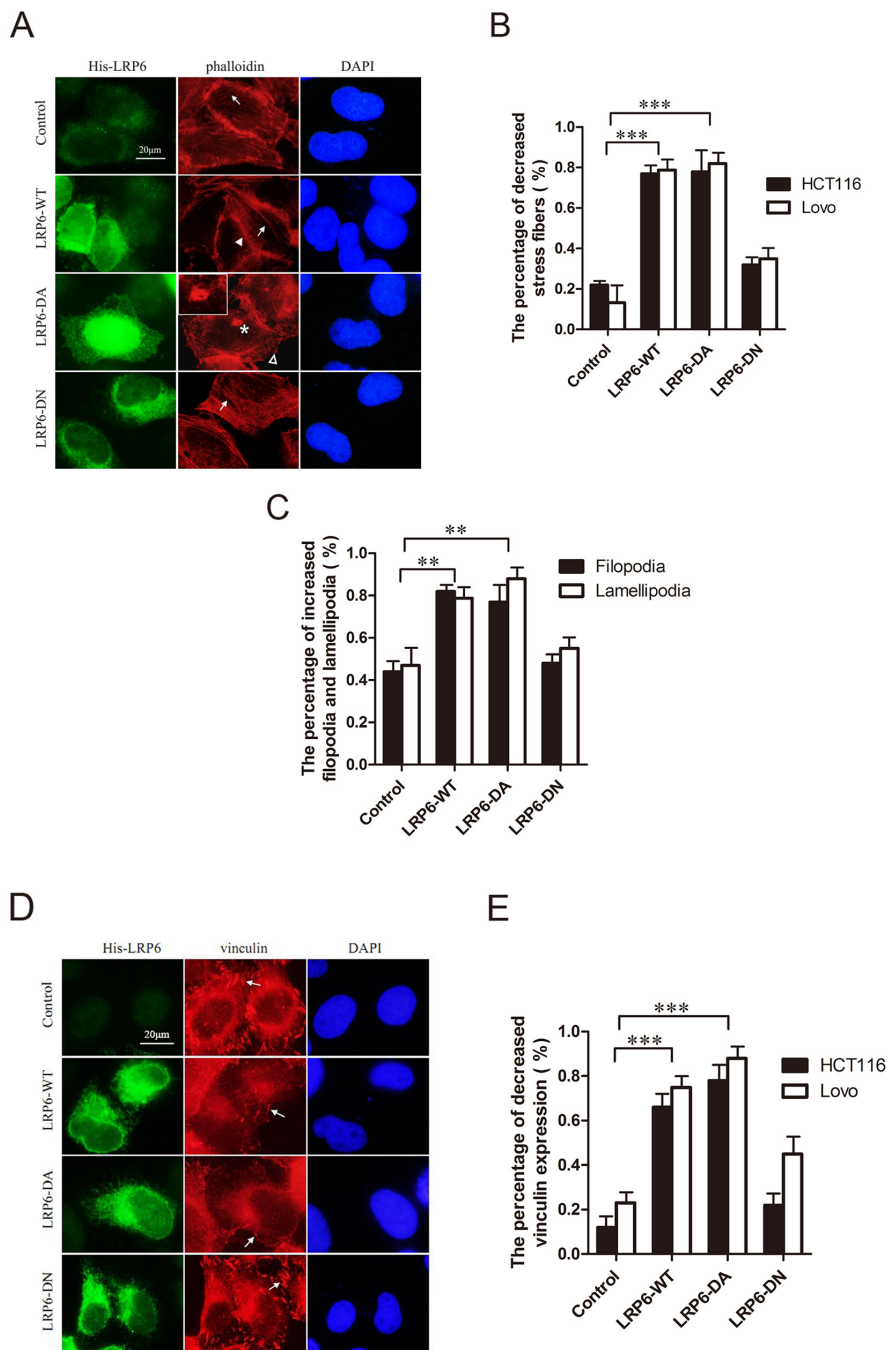 A
His-LRP6 phalloidin DAPI
Control
20μm
LRP6-WT
LRP6-DA
*
LRP6-DN
B
The percentage of decreased
stress fibers ( %)
1.0
0.8
0.6
0.4
0.2
0.0
***
***
HCT116
Lovo
Control LRP6-WT LRP6-DA LRP6-DN
C
The percentage of increased
filopodia and lamellipodia ( %)
1.0
0.8
0.6
0.4
0.2
0.0
**
**
Filopodia
Lamellipodia
Control LRP6-WT LRP6-DA LRP6-DN
D
His-LRP6 vinculin DAPI
Control
20μm
LRP6-WT
LRP6-DA
LRP6-DN
E
The percentage of decreased
vinculin expression ( %)
1.0
0.8
0.6
0.4
0.2
0.0
***
***
HCT116
Lovo
Control LRP6-WT LRP6-DA LRP6-DN